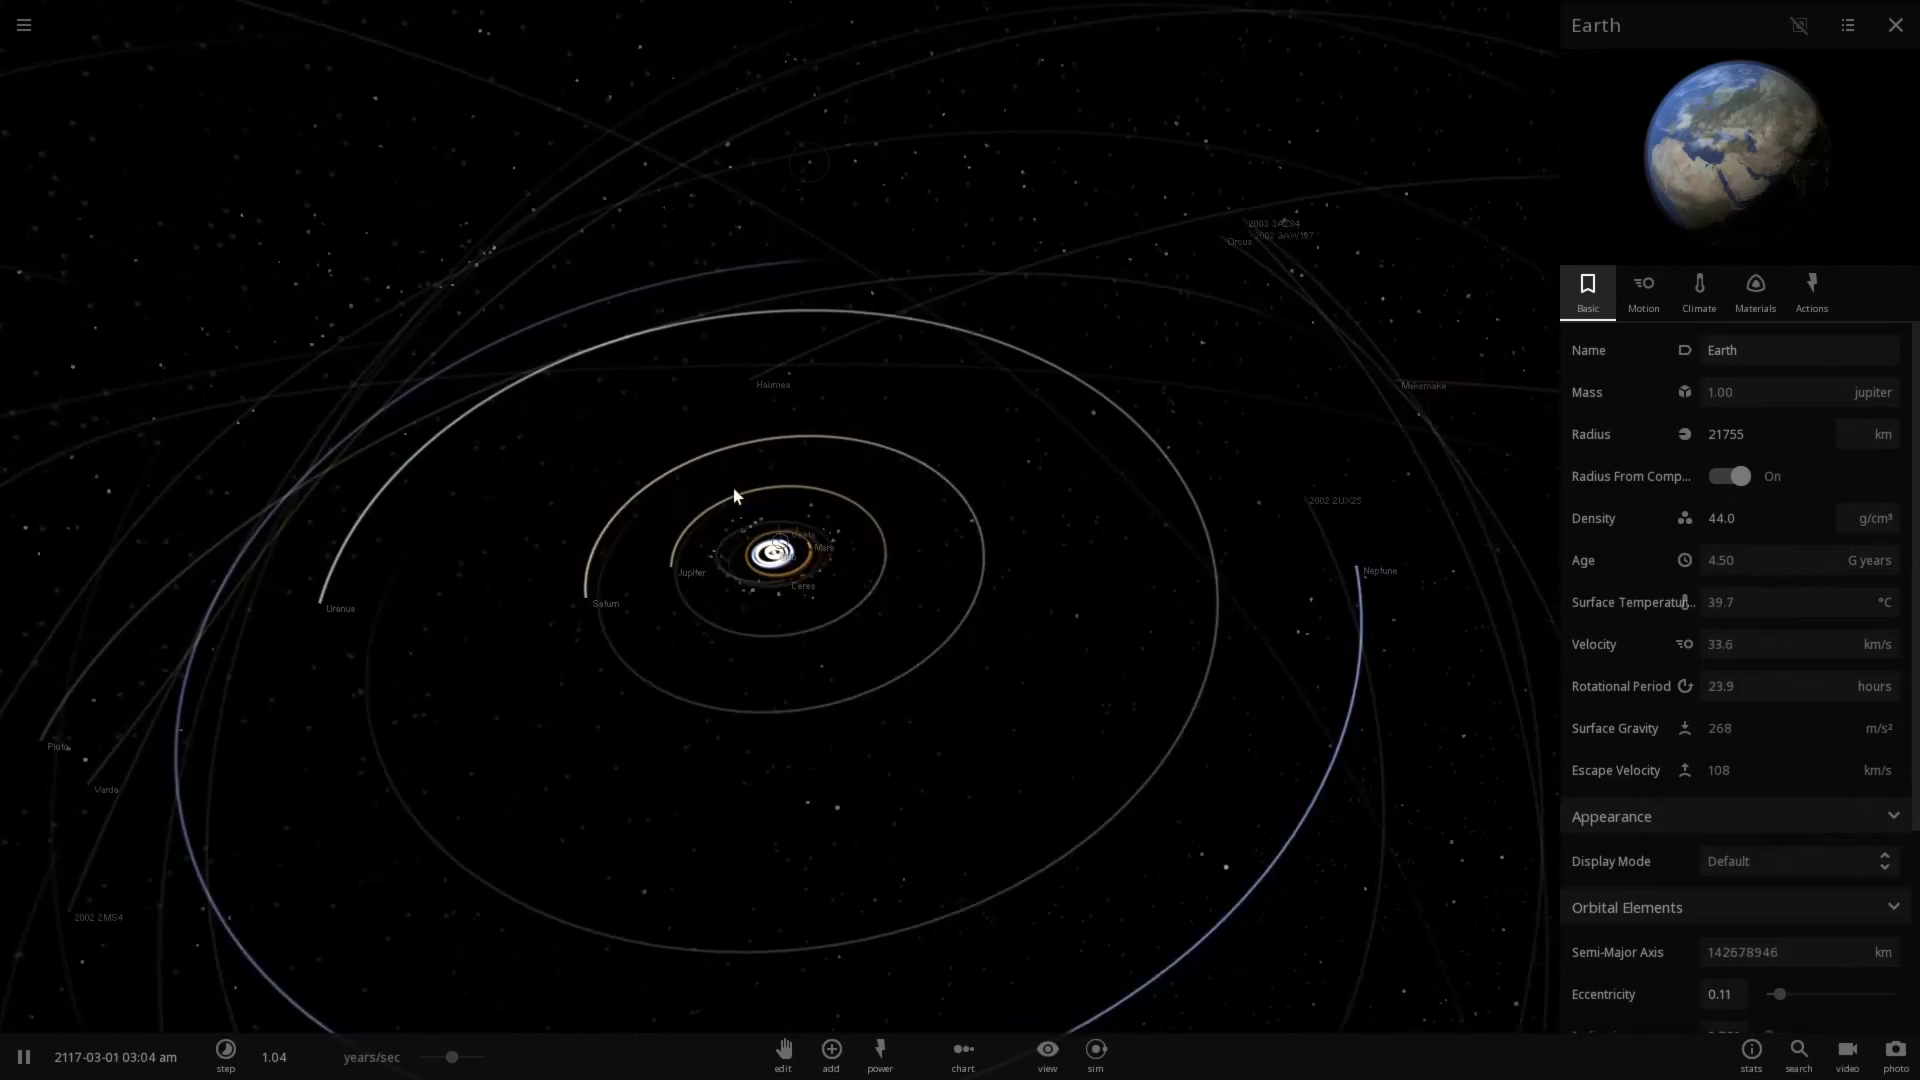 Earth
Basic
Motion
Climate
Materials
Actions
Name Earth
Mass 1.00 jupiter
Radius 21755 km
Radius From Comp... On
Density 44.0 g/cm³
Age 4.50 G years
Surface Temperatur... 39.7 °C
Velocity 33.6 km/s
Rotational Period 23.9 hours
Surface Gravity 268 m/s²
Escape Velocity 108 km/s
Appearance
Display Mode Default
Orbital Elements
Semi-Major Axis 142678946 km
Eccentricity 0.11
Orcus
Haumea
Makemake
2002 2UX25
Mars
Jupiter
Ceres
Neptune
Saturn
Uranus
Pluto
Varda
2002 2MS4
2117-03-01 03:04 am
step
1.04 years/sec
edit
add
power
chart
view
sim
stats
search
video
photo